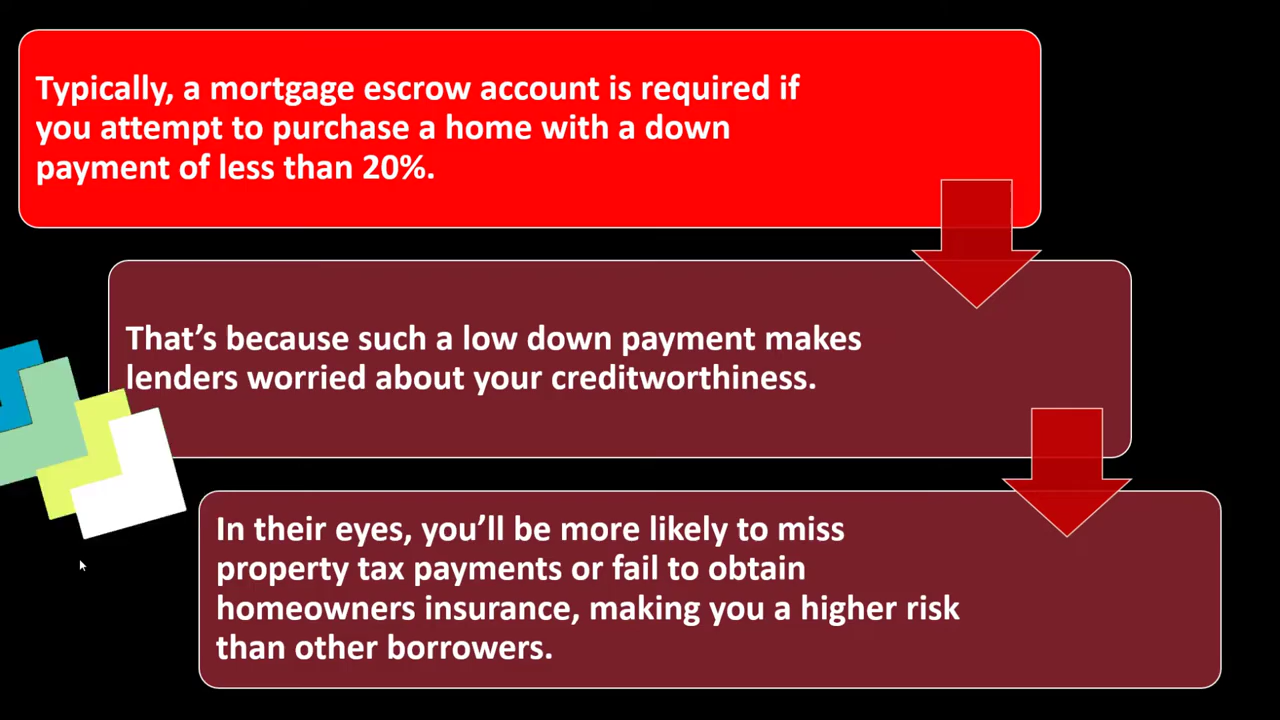 Typically, a mortgage escrow account is required if
you attempt to purchase a home with a down
payment of less than 20%.
That’s because such a low down payment makes
lenders worried about your creditworthiness.
In their eyes, you’ll be more likely to miss
property tax payments or fail to obtain
homeowners insurance, making you a higher risk
than other borrowers.